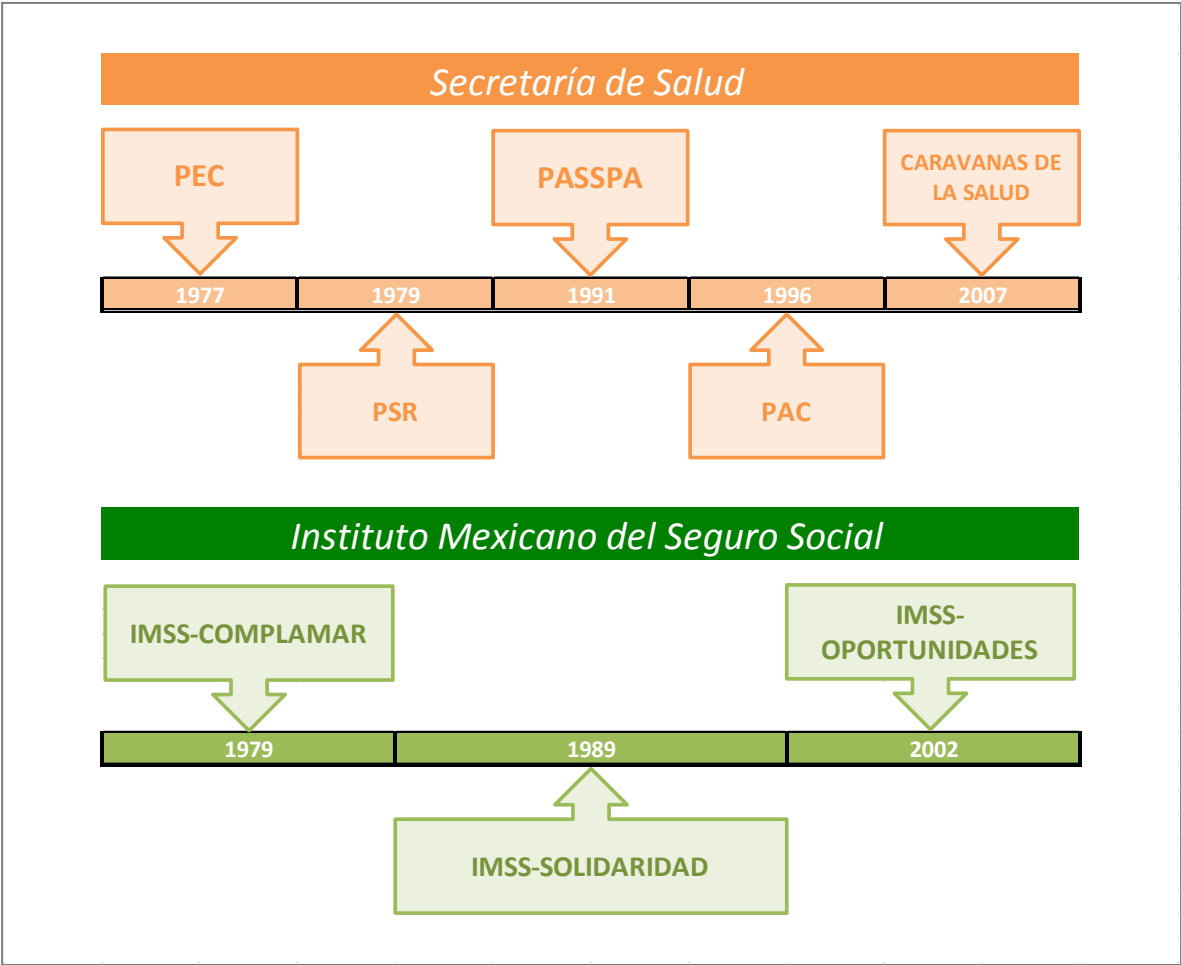 Secretaría de Salud
PEC
PASSPA
CARAVANAS DE
LA SALUD
1977
1979
1991
1996
2007
PSR
PAC
Instituto Mexicano del Seguro Social
IMSS-COMPLAMAR
IMSS-
OPORTUNIDADES
1979
1989
2002
IMSS-SOLIDARIDAD